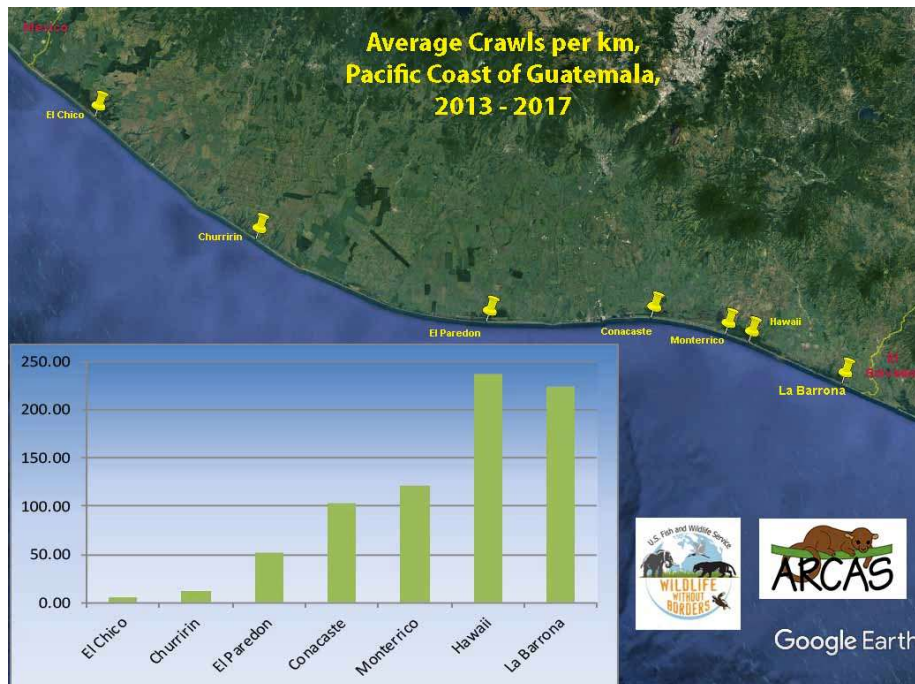 Mexico
Average Crawls per km,
Pacific Coast of Guatemala,
2013 - 2017
El Chico
Churririn
El Paredon
Conacaste
Monterrico
Hawaii
La Barrona
El
250.00
200.00
150.00
100.00
50.00
0.00
El Chico
Churririn
El Paredon
Conacaste
Monterrico
Hawaii
La Barrona
U.S. Fish and Wildlife Service
WILDLIFE
WITHOUT
BORDERS
ARCAS
Google Earth